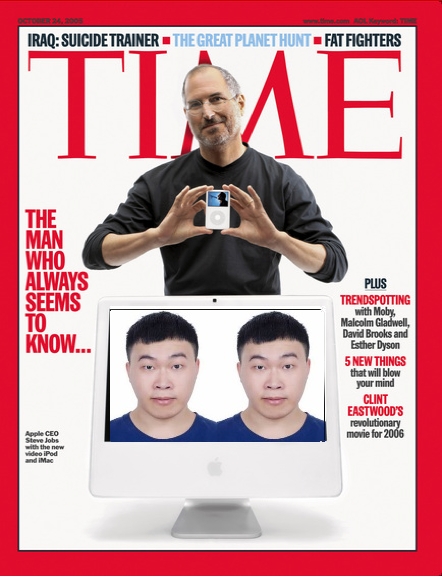 OCTOBER 24, 2005
www.time.com AOL Keyword: TIME
IRAQ: SUICIDE TRAINER ▪ THE GREAT PLANET HUNT ▪ FAT FIGHTERS
TIME
THE
MAN
WHO
ALWAYS
SEEMS
TO
KNOW...
Apple CEO
Steve Jobs
with the new
video iPod
and iMac
PLUS
TRENDSPOTTING
with Moby,
Malcolm Gladwell,
David Brooks and
Esther Dyson
5 NEW THINGS
that will blow
your mind
CLINT
EASTWOOD'S
revolutionary
movie for 2006